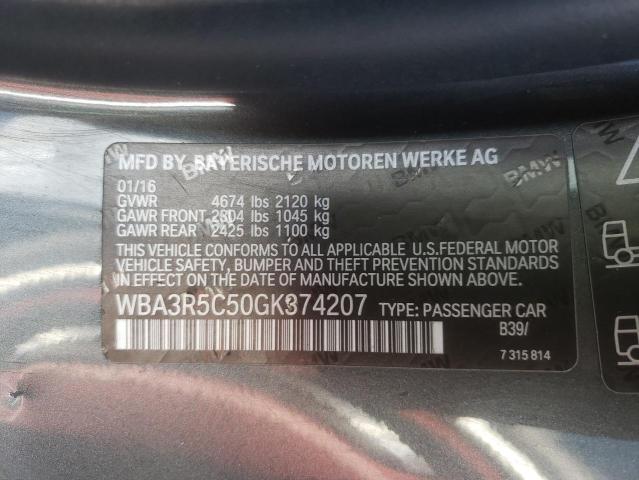 MFD BY BAYERISCHE MOTOREN WERKE AG
01/16
GVWR 4674 lbs 2120 kg
GAWR FRONT 2304 lbs 1045 kg
GAWR REAR 2425 lbs 1100 kg
THIS VEHICLE CONFORMS TO ALL APPLICABLE U.S.FEDERAL MOTOR
VEHICLE SAFETY, BUMPER AND THEFT PREVENTION STANDARDS
IN EFFECT ON THE DATE OF MANUFACTURE SHOWN ABOVE.
WBA3R5C50GK374207 TYPE: PASSENGER CAR
B39/
7 315 814